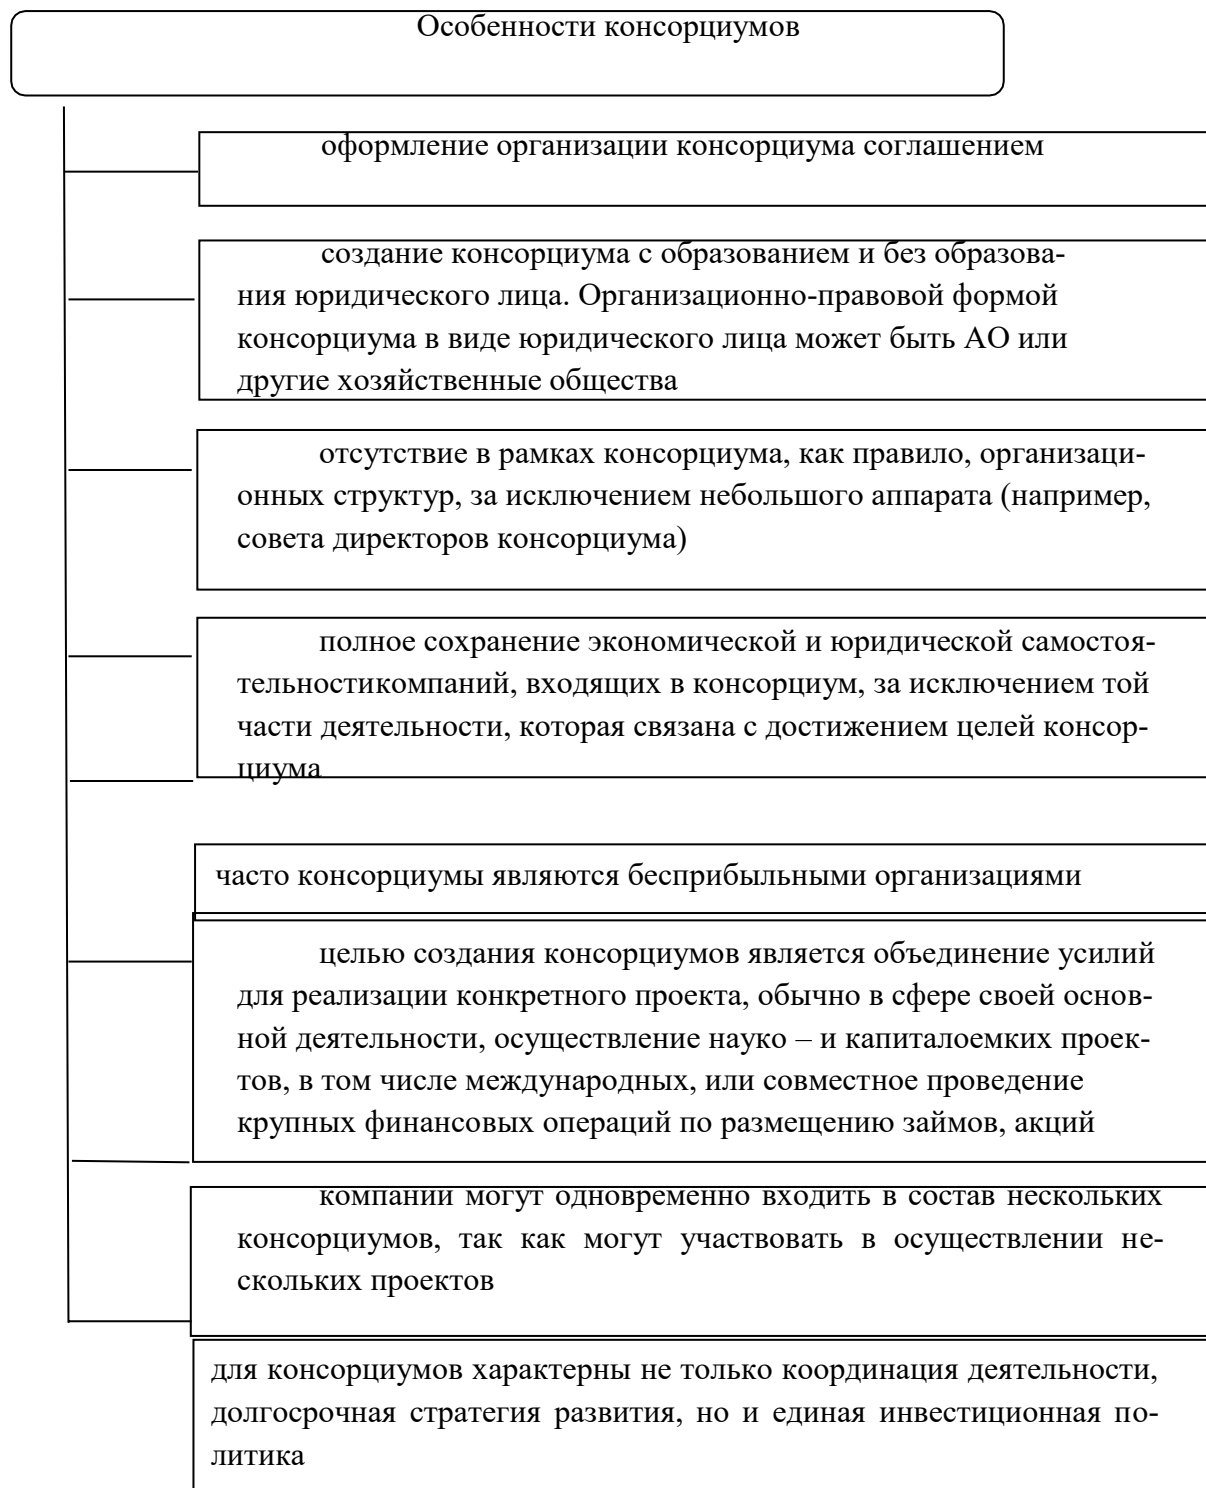 Особенности консорциумов
оформление организации консорциума соглашением
создание консорциума с образованием и без образова-
ния юридического лица. Организационно-правовой формой
консорциума в виде юридического лица может быть АО или
другие хозяйственные общества
отсутствие в рамках консорциума, как правило, организаци-
онных структур, за исключением небольшого аппарата (например,
совета директоров консорциума)
полное сохранение экономической и юридической самостоя-
тельностикомпаний, входящих в консорциум, за исключением той
части деятельности, которая связана с достижением целей консор-
циума
часто консорциумы являются бесприбыльными организациями
целью создания консорциумов является объединение усилий
для реализации конкретного проекта, обычно в сфере своей основ-
ной деятельности, осуществление науко – и капиталоемких проек-
тов, в том числе международных, или совместное проведение
крупных финансовых операций по размещению займов, акций
компании могут одновременно входить в состав нескольких
консорциумов, так как могут участвовать в осуществлении не-
скольких проектов
для консорциумов характерны не только координация деятельности,
долгосрочная стратегия развития, но и единая инвестиционная по-
литика